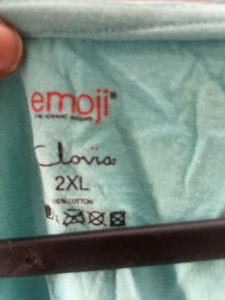 emoji®
THE ICONIC BRAND
Clovia
2XL
100% COTTON